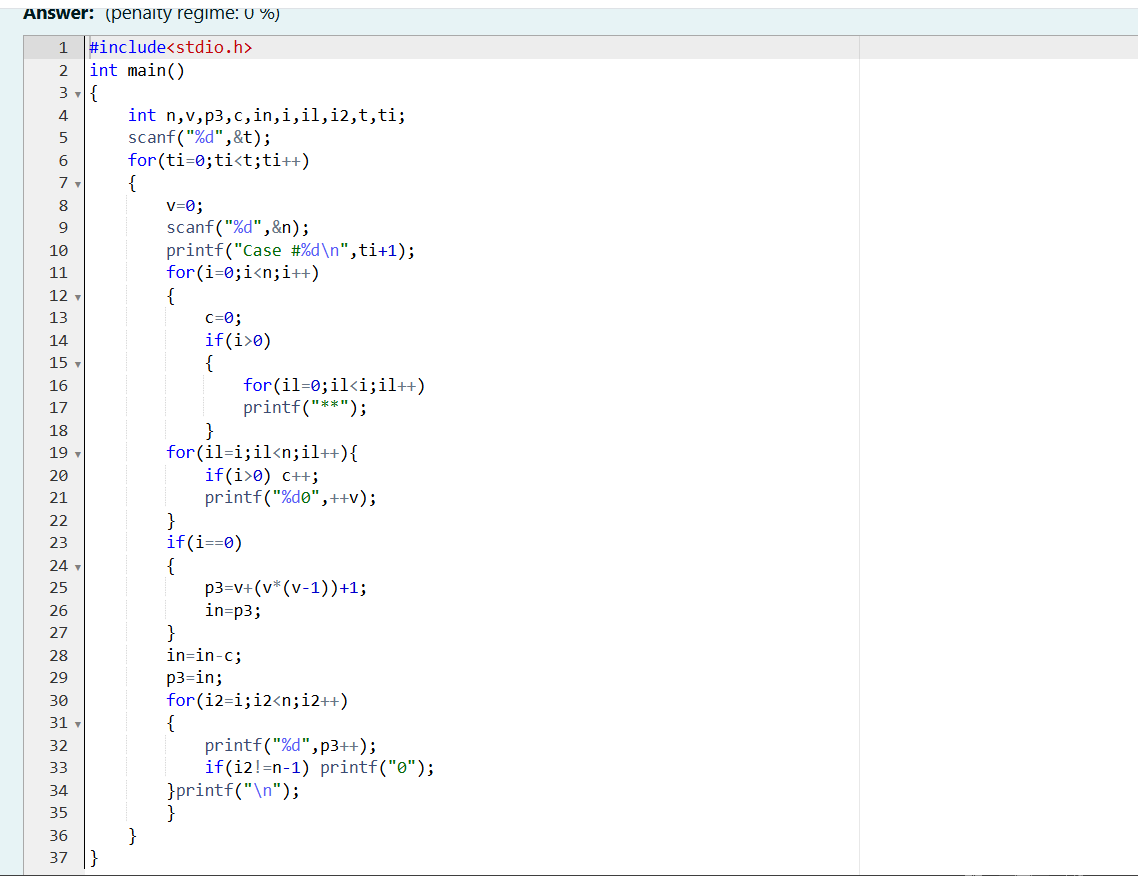 Answer: (penalty regime: 0 %)
1 #include<stdio.h>
2 int main()
3 {
4 int n,v,p3,c,in,i,il,i2,t,ti;
5 scanf("%d",&t);
6 for(ti=0;ti<t;ti++)
7 {
8 v=0;
9 scanf("%d",&n);
10 printf("Case #%d\n",ti+1);
11 for(i=0;i<n;i++)
12 {
13 c=0;
14 if(i>0)
15 {
16 for(il=0;il<i;il++)
17 printf("**");
18 }
19 for(il=i;il<n;il++){
20 if(i>0) c++;
21 printf("%d0",++v);
22 }
23 if(i==0)
24 {
25 p3=v+(v*(v-1))+1;
26 in=p3;
27 }
28 in=in-c;
29 p3=in;
30 for(i2=i;i2<n;i2++)
31 {
32 printf("%d",p3++);
33 if(i2!=n-1) printf("0");
34 }printf("\n");
35 }
36 }
37 }